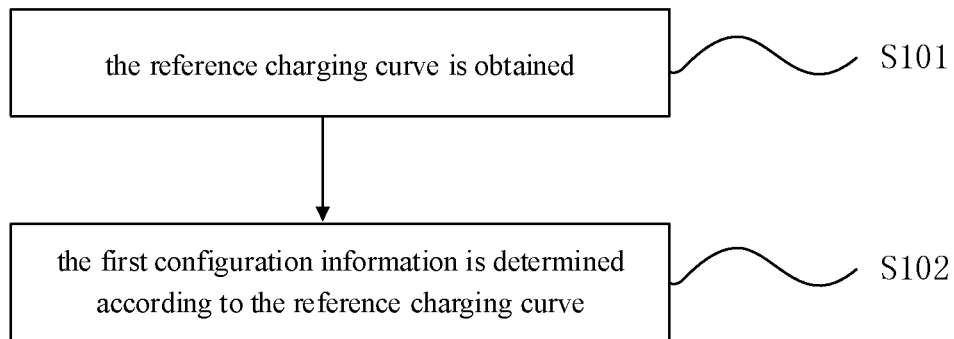 the reference charging curve is obtained
S101
the first configuration information is determined
according to the reference charging curve
S102